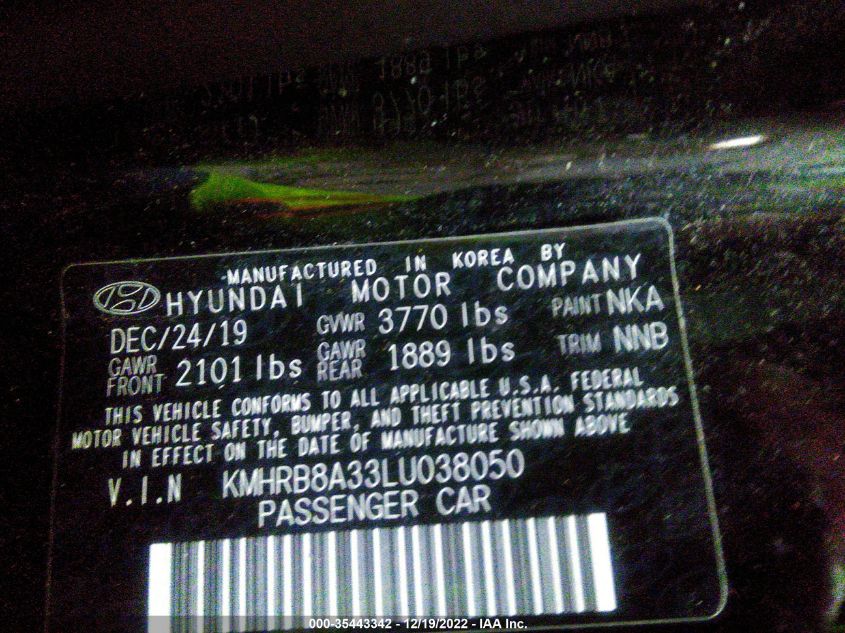 MANUFACTURED IN KOREA BY
HYUNDAI MOTOR COMPANY
DEC/24/19 GVWR 3770 lbs PAINT NKA
GAWR FRONT 2101 lbs GAWR REAR 1889 lbs TRIM NNB
THIS VEHICLE CONFORMS TO ALL APPLICABLE U.S.A. FEDERAL
MOTOR VEHICLE SAFETY, BUMPER, AND THEFT PREVENTION STANDARDS
IN EFFECT ON THE DATE OF MANUFACTURE SHOWN ABOVE
V.I.N KMHRB8A33LU038050
PASSENGER CAR
000-35443342 - 12/19/2022 - IAA Inc.